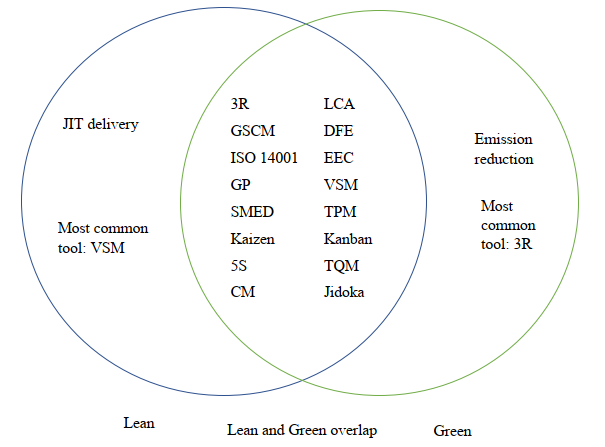 JIT delivery
Most common
tool: VSM
3R LCA
GSCM DFE
ISO 14001 EEC
GP VSM
SMED TPM
Kaizen Kanban
5S TQM
CM Jidoka
Emission
reduction
Most
common
tool: 3R
Lean
Lean and Green overlap
Green